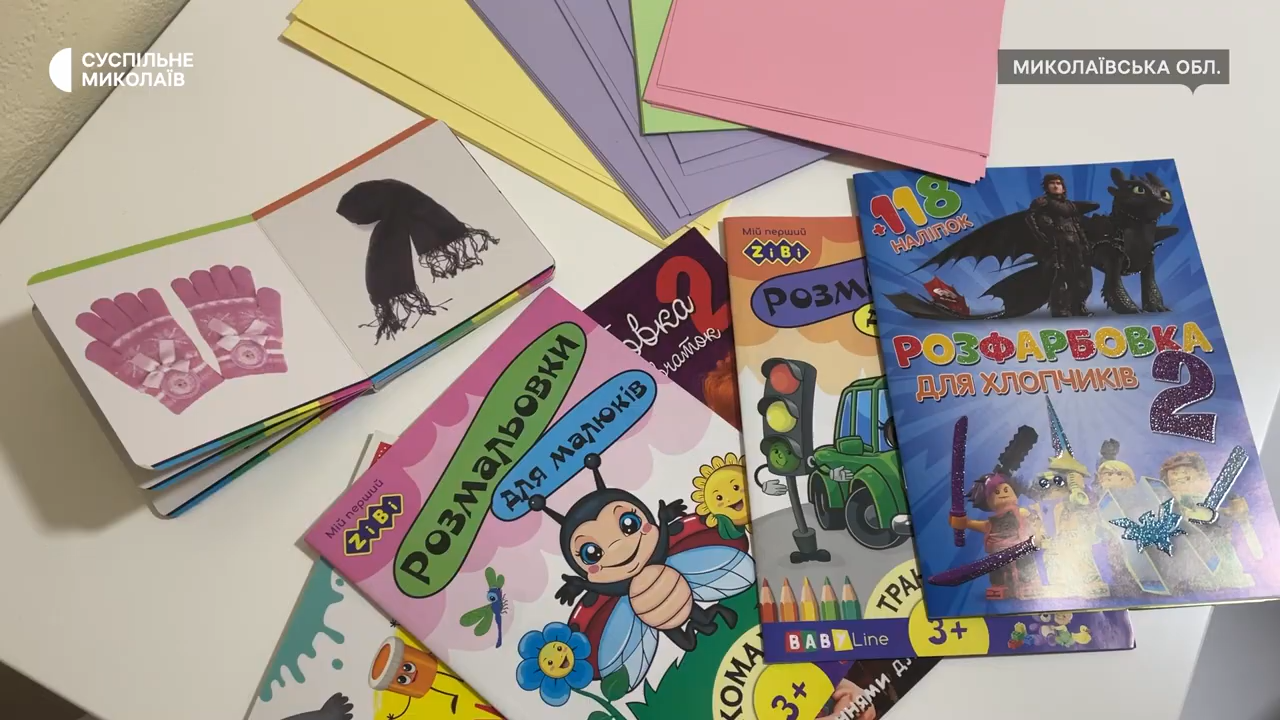 СУСПІЛЬНЕ
МИКОЛАЇВ
МИКОЛАЇВСЬКА ОБЛ.
+118
НАЛІПОК
РОЗФАРБОВКА
ДЛЯ ХЛОПЧИКІВ
2
Мій перший
ZiBi
2
Мій перший
ZiBi
Розмальовки
для малюків
3+
BABY Line
3+